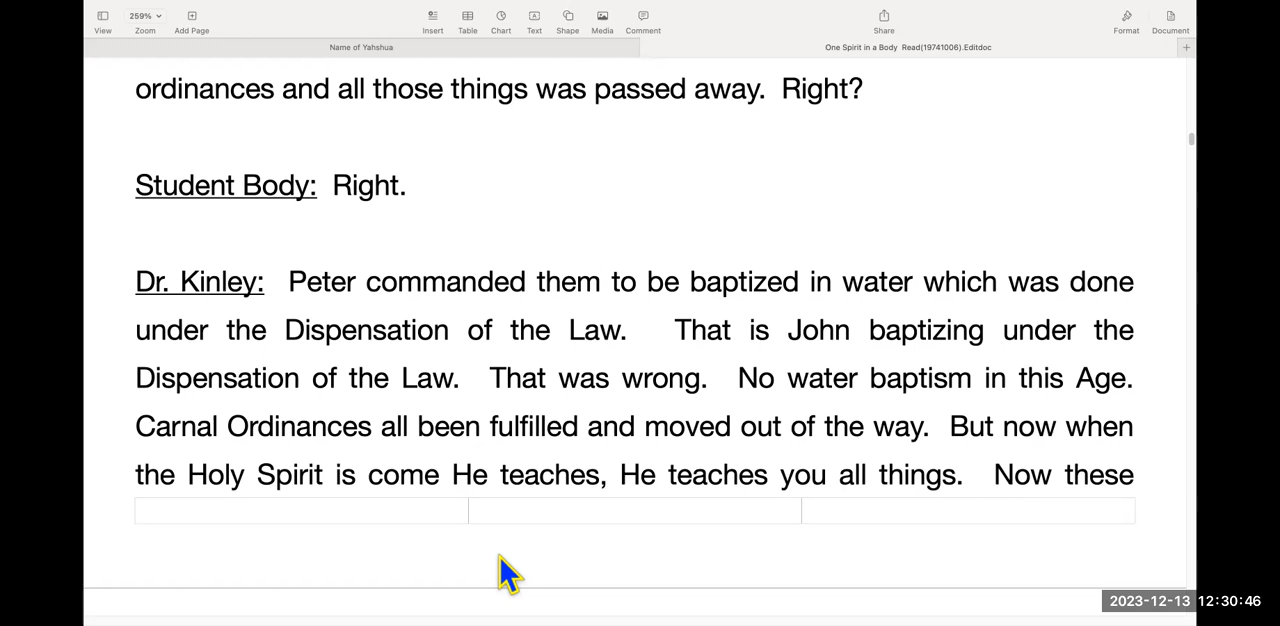 259%
View Zoom Add Page Insert Table Chart Text Shape Media Comment Share Format Document
Name of Yahshua One Spirit in a Body Read(19741006).Editdoc
ordinances and all those things was passed away. Right?
Student Body: Right.
Dr. Kinley: Peter commanded them to be baptized in water which was done
under the Dispensation of the Law. That is John baptizing under the
Dispensation of the Law. That was wrong. No water baptism in this Age.
Carnal Ordinances all been fulfilled and moved out of the way. But now when
the Holy Spirit is come He teaches, He teaches you all things. Now these
2023-12-13 12:30:46